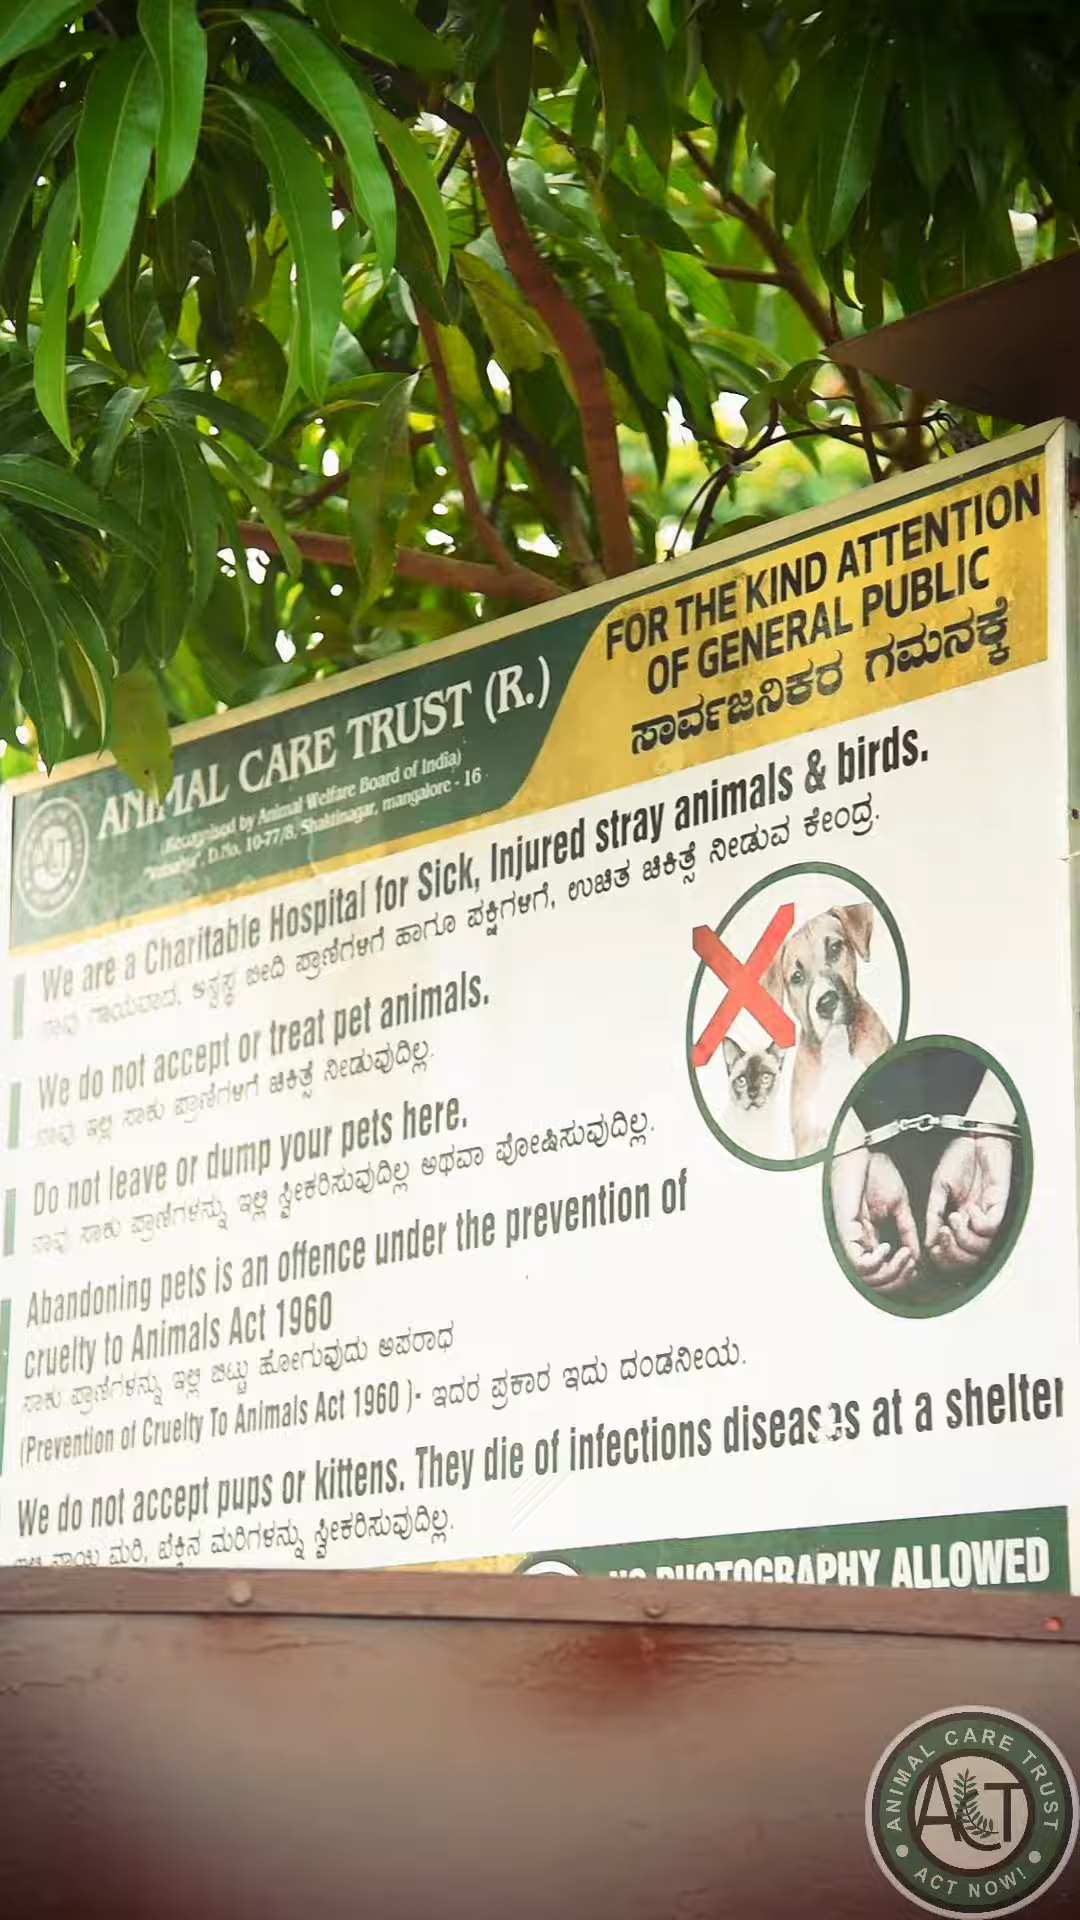 ANIMAL CARE TRUST (R.)
(Recognised by Animal Welfare Board of India)
D.No. 10-77/8, Shaktinagar, mangalore - 16
FOR THE KIND ATTENTION
OF GENERAL PUBLIC
ಸಾರ್ವಜನಿಕರ ಗಮನಕ್ಕೆ
We are a Charitable Hospital for Sick, Injured stray animals & birds.
ನಾವು ಗಾಯವಾದ, ಅಸ್ವಸ್ಥ ಬೀದಿ ಪ್ರಾಣಿಗಳಿಗೆ ಹಾಗೂ ಪಕ್ಷಿಗಳಿಗೆ, ಉಚಿತ ಚಿಕಿತ್ಸೆ ನೀಡುವ ಕೇಂದ್ರ.
We do not accept or treat pet animals.
ನಾವು ಇಲ್ಲಿ ಸಾಕು ಪ್ರಾಣಿಗಳಿಗೆ ಚಿಕಿತ್ಸೆ ನೀಡುವುದಿಲ್ಲ.
Do not leave or dump your pets here.
ನಾವು ಸಾಕು ಪ್ರಾಣಿಗಳನ್ನು ಇಲ್ಲಿ ಸ್ವೀಕರಿಸುವುದಿಲ್ಲ ಅಥವಾ ಪೋಷಿಸುವುದಿಲ್ಲ.
Abandoning pets is an offence under the prevention of
cruelty to Animals Act 1960
ಸಾಕು ಪ್ರಾಣಿಗಳನ್ನು ಇಲ್ಲಿ ಬಿಟ್ಟು ಹೋಗುವುದು ಅಪರಾಧ
(Prevention of Cruelty To Animals Act 1960 )- ಇದರ ಪ್ರಕಾರ ಇದು ದಂಡನೀಯ.
We do not accept pups or kittens. They die of infections diseases at a shelter
ನಾಯಿ ಮರಿ, ಬೆಕ್ಕಿನ ಮರಿಗಳನ್ನು ಸ್ವೀಕರಿಸುವುದಿಲ್ಲ.
NO PHOTOGRAPHY ALLOWED
ANIMAL CARE TRUST
ACT
ACT NOW!